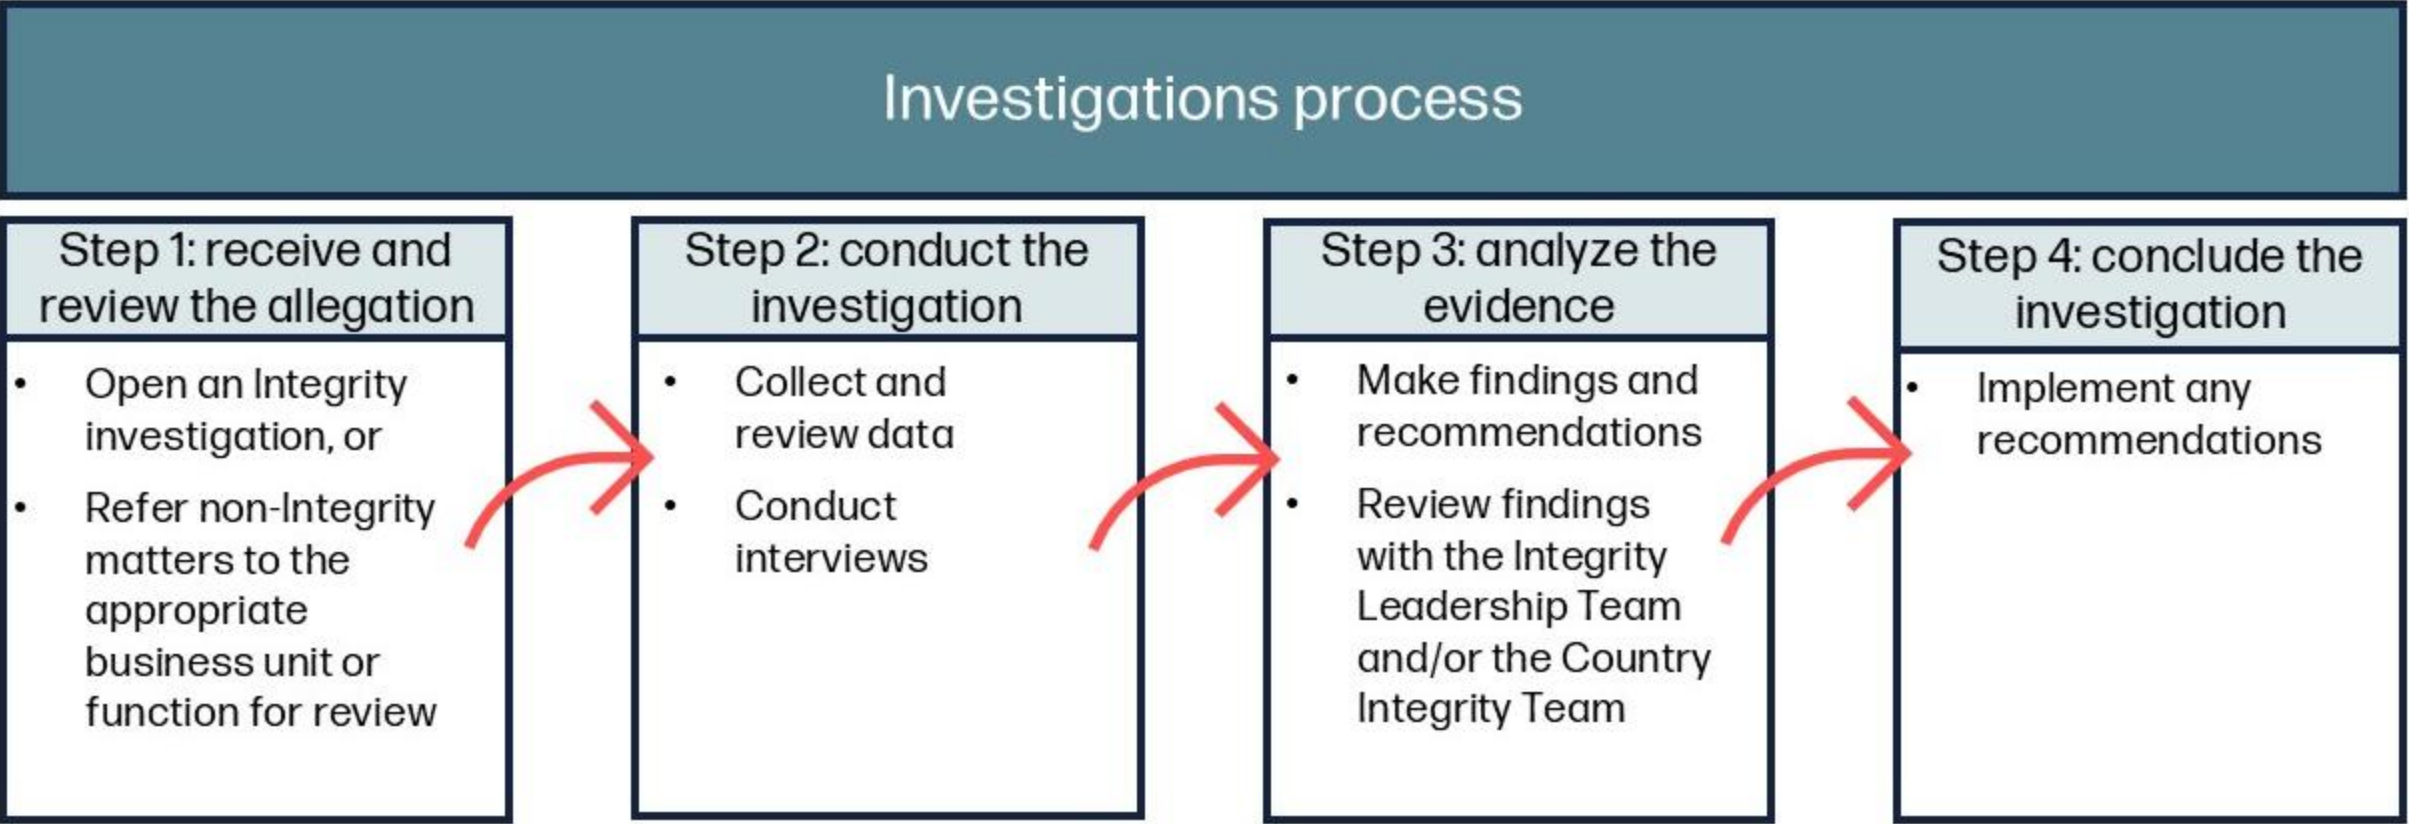 Investigations process
Step 1: receive and
review the allegation
• Open an Integrity
investigation, or
• Refer non-Integrity
matters to the
appropriate
business unit or
function for review
Step 2: conduct the
investigation
• Collect and
review data
• Conduct
interviews
Step 3: analyze the
evidence
• Make findings and
recommendations
• Review findings
with the Integrity
Leadership Team
and/or the Country
Integrity Team
Step 4: conclude the
investigation
• Implement any
recommendations